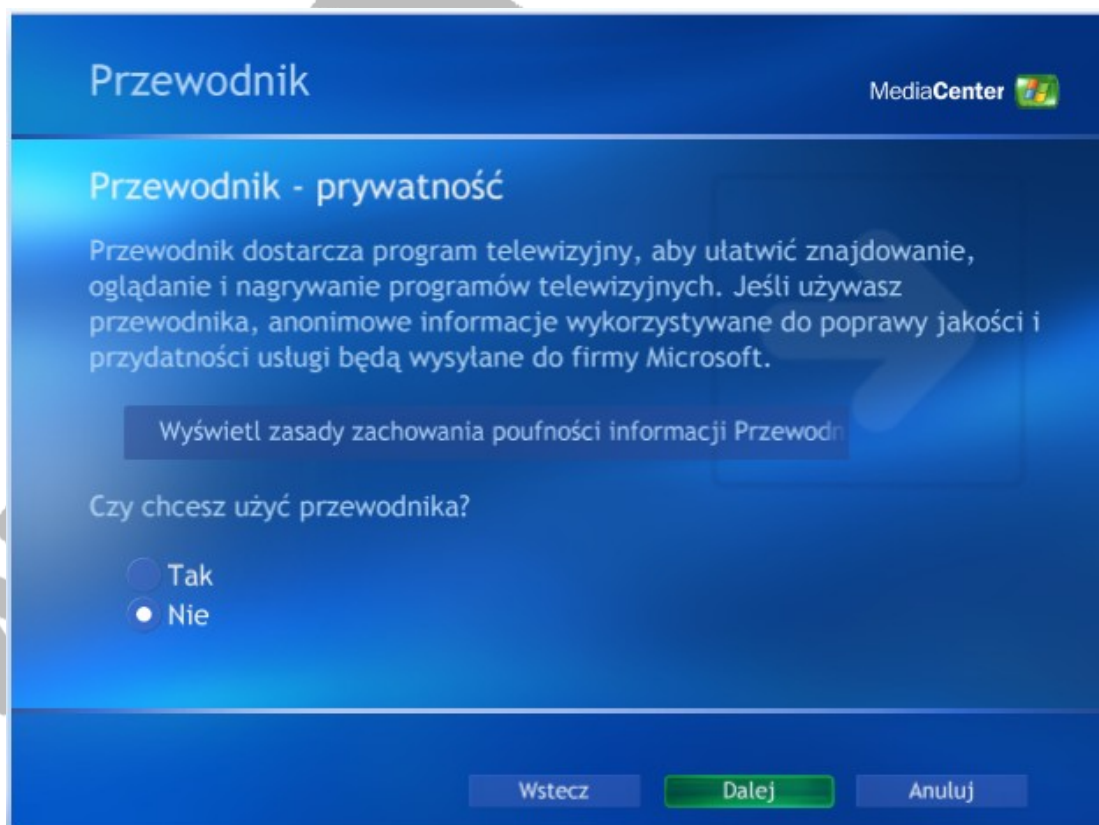 Przewodnik
MediaCenter
Przewodnik - prywatność
Przewodnik dostarcza program telewizyjny, aby ułatwić znajdowanie,
oglądanie i nagrywanie programów telewizyjnych. Jeśli używasz
przewodnika, anonimowe informacje wykorzystywane do poprawy jakości i
przydatności usługi będą wysyłane do firmy Microsoft.
Wyświetl zasady zachowania poufności informacji Przewodn
Czy chcesz użyć przewodnika?
Tak
Nie
Wstecz Dalej Anuluj